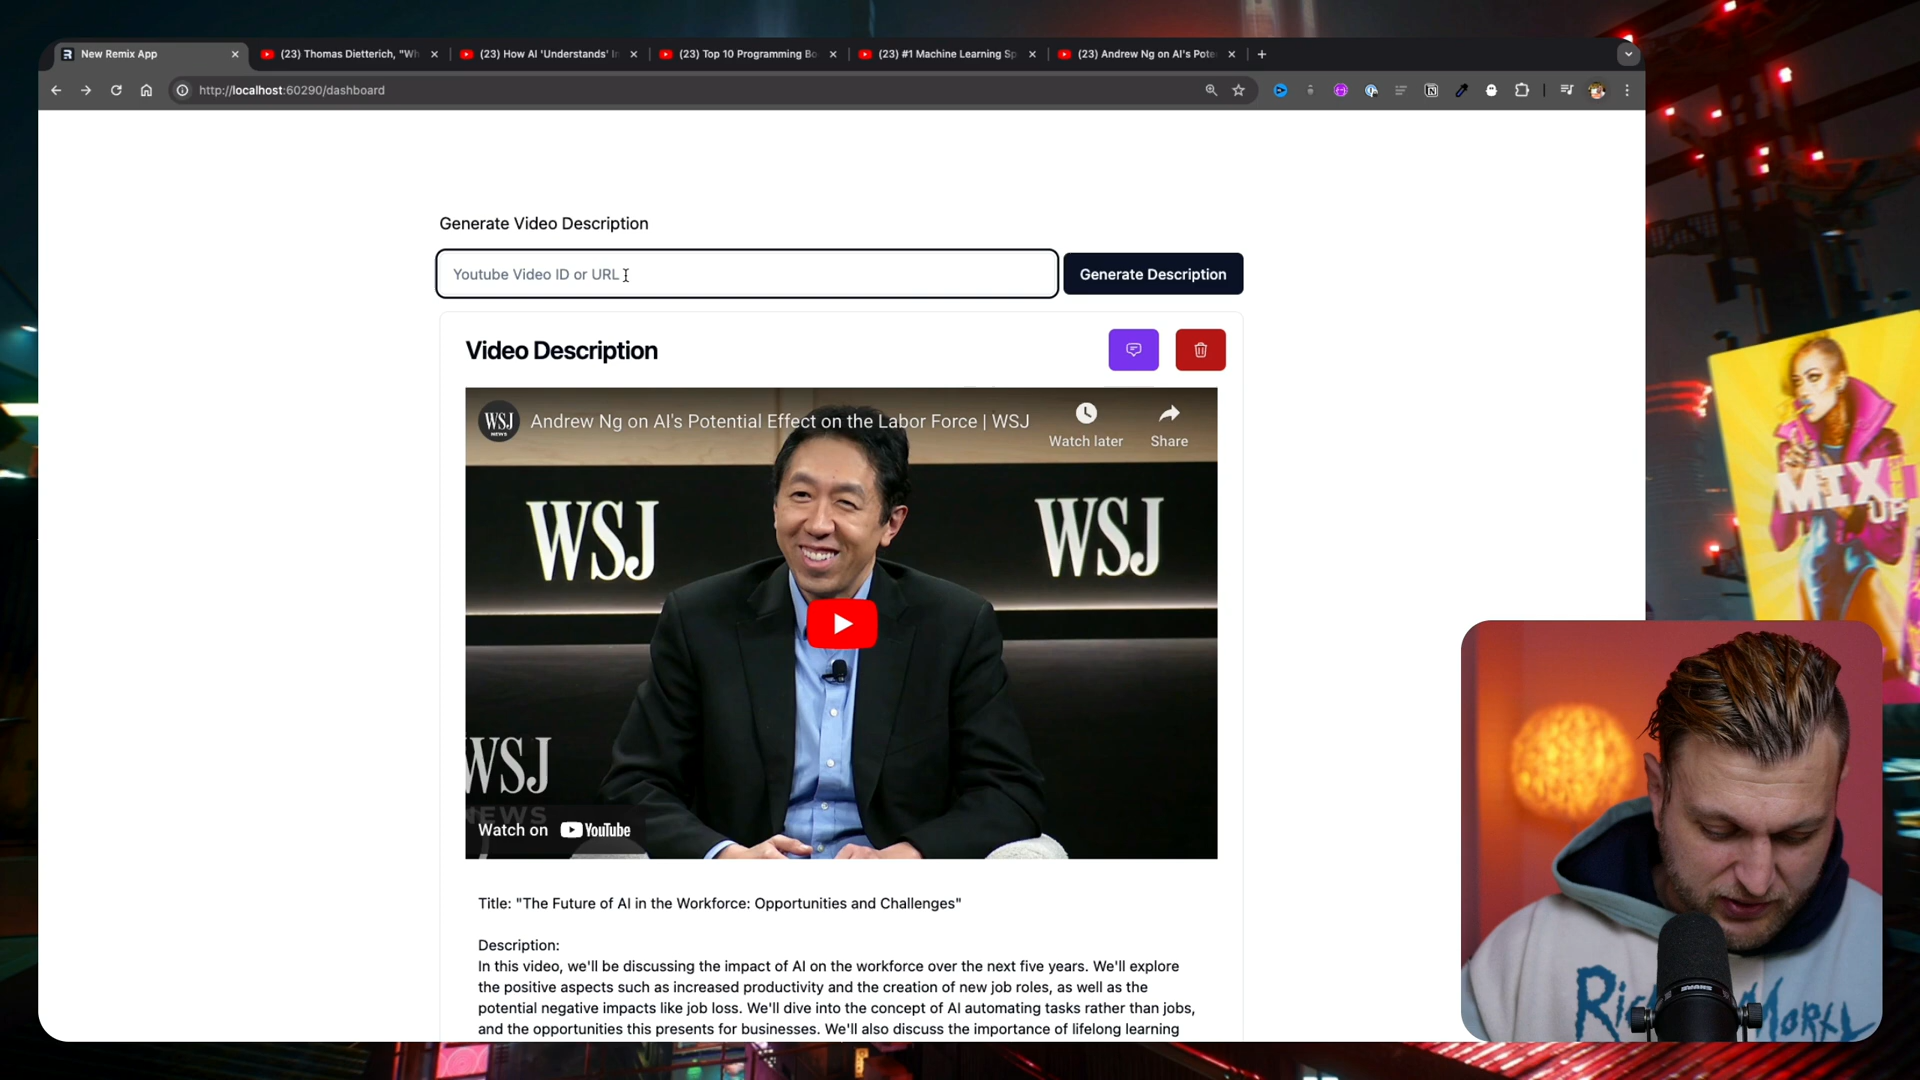 New Remix App
(23) Thomas Dietterich, "Wh
(23) How AI 'Understands' I
(23) Top 10 Programming Bo
(23) #1 Machine Learning Sp
(23) Andrew Ng on AI's Pote
http://localhost:60290/dashboard
Generate Video Description
Youtube Video ID or URL
Generate Description
Video Description
WSJ
NEWS
Andrew Ng on AI's Potential Effect on the Labor Force | WSJ
Watch later
Share
WSJ
WSJ
WSJ
NEWS
Watch on YouTube
Title: "The Future of AI in the Workforce: Opportunities and Challenges"
Description:
In this video, we'll be discussing the impact of AI on the workforce over the next five years. We'll explore
the positive aspects such as increased productivity and the creation of new job roles, as well as the
potential negative impacts like job loss. We'll dive into the concept of AI automating tasks rather than jobs,
and the opportunities this presents for businesses. We'll also discuss the importance of lifelong learning
MIX
UP